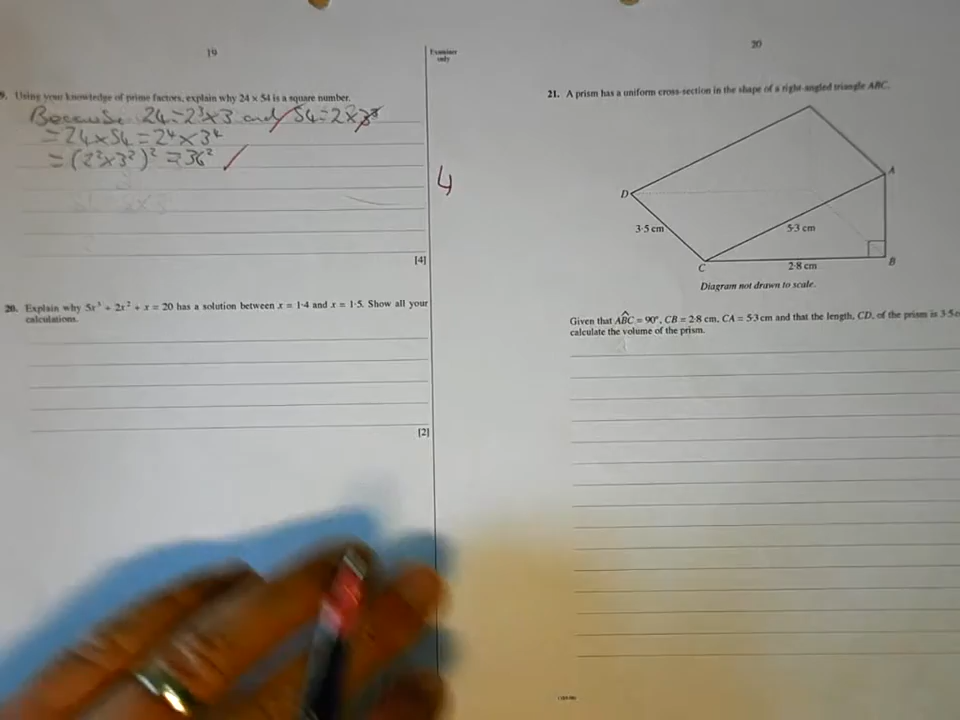 19
Examiner
only
9. Using your knowledge of prime factors, explain why 24 × 54 is a square number.
Because 24 = 2³×3 and 54 = 2×3³
= 24×54 = 2⁴×3⁴
= (2²×3²)² = 36²
4
[4]
20. Explain why 5x³ + 2x² + x = 20 has a solution between x = 1·4 and x = 1·5. Show all your
calculations.
[2]
20
21. A prism has a uniform cross-section in the shape of a right-angled triangle ABC.
A
D
3·5 cm
5·3 cm
C
2·8 cm
B
Diagram not drawn to scale.
Given that ABC = 90°, CB = 2·8 cm, CA = 5·3 cm and that the length, CD, of the prism is 3·5
calculate the volume of the prism.